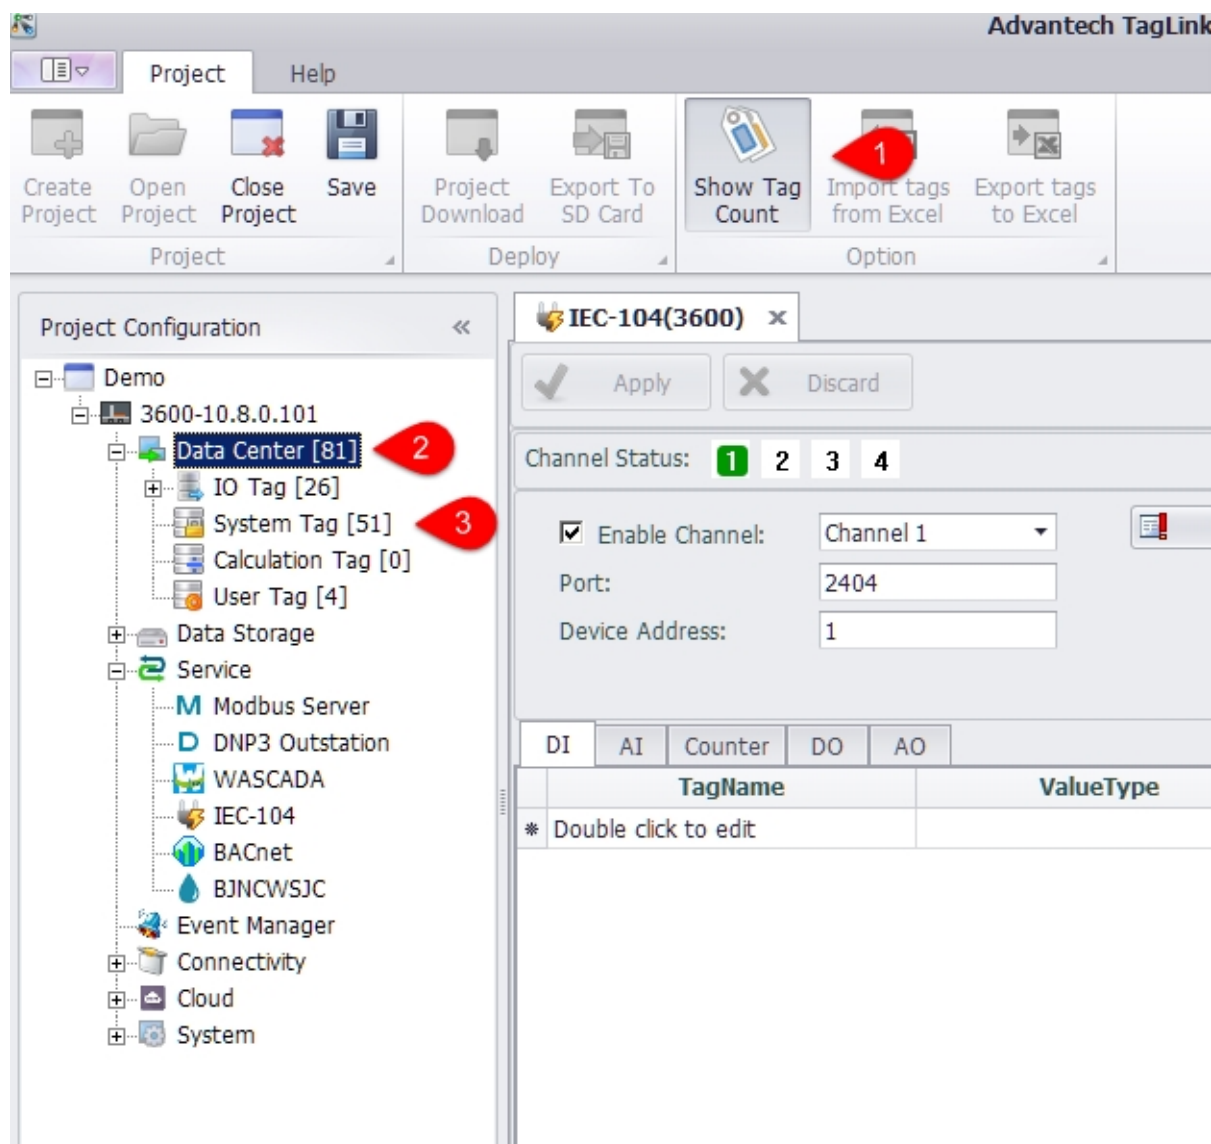 Advantech TagLink
Project Help
Create Project
Open Project
Close Project
Save
Project Download
Export To SD Card
Show Tag Count
1
Import tags from Excel
Export tags to Excel
Project
Deploy
Option
Project Configuration «
Demo
3600-10.8.0.101
Data Center [81]
2
IO Tag [26]
System Tag [51]
3
Calculation Tag [0]
User Tag [4]
Data Storage
Service
M Modbus Server
D DNP3 Outstation
WASCADA
IEC-104
BACnet
BJNCWSJC
Event Manager
Connectivity
Cloud
System
IEC-104(3600) ×
Apply Discard
Channel Status: 1 2 3 4
Enable Channel: Channel 1
Port: 2404
Device Address: 1
DI AI Counter DO AO
TagName ValueType
* Double click to edit